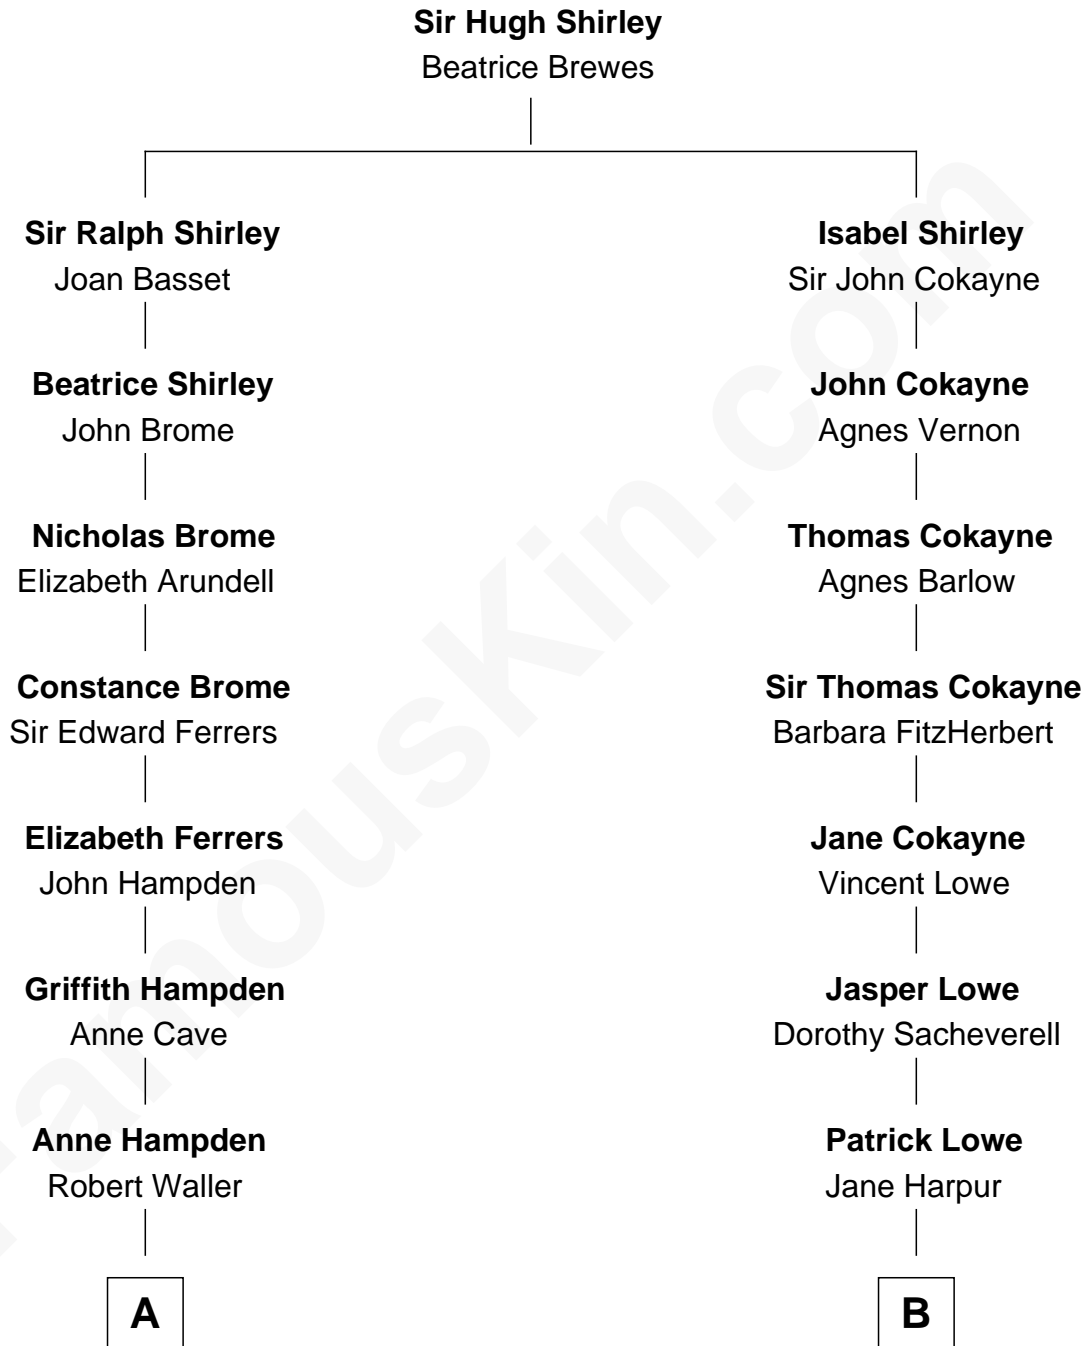 Sir Hugh Shirley
Beatrice Brewes
Sir Ralph Shirley
Joan Basset
Isabel Shirley
Sir John Cokayne
Beatrice Shirley
John Brome
John Cokayne
Agnes Vernon
Nicholas Brome
Elizabeth Arundell
Thomas Cokayne
Agnes Barlow
Constance Brome
Sir Edward Ferrers
Sir Thomas Cokayne
Barbara FitzHerbert
Elizabeth Ferrers
John Hampden
Jane Cokayne
Vincent Lowe
Griffith Hampden
Anne Cave
Jasper Lowe
Dorothy Sacheverell
Anne Hampden
Robert Waller
Patrick Lowe
Jane Harpur
A
B
FamousKin.com